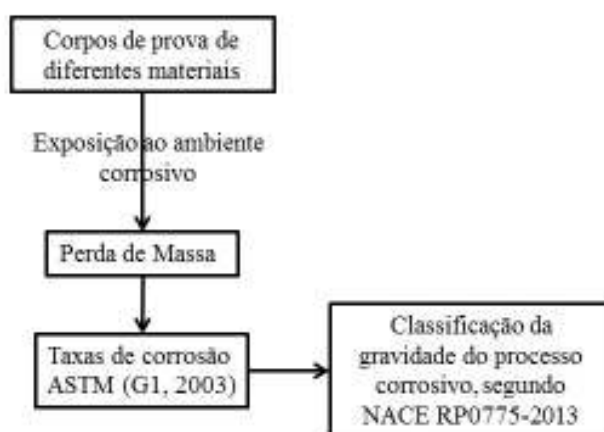 Corpos de prova de
diferentes materiais
Exposição ao ambiente
corrosivo
Perda de Massa
Taxas de corrosão
ASTM (G1, 2003)
Classificação da
gravidade do processo
corrosivo, segundo
NACE RP0775-2013